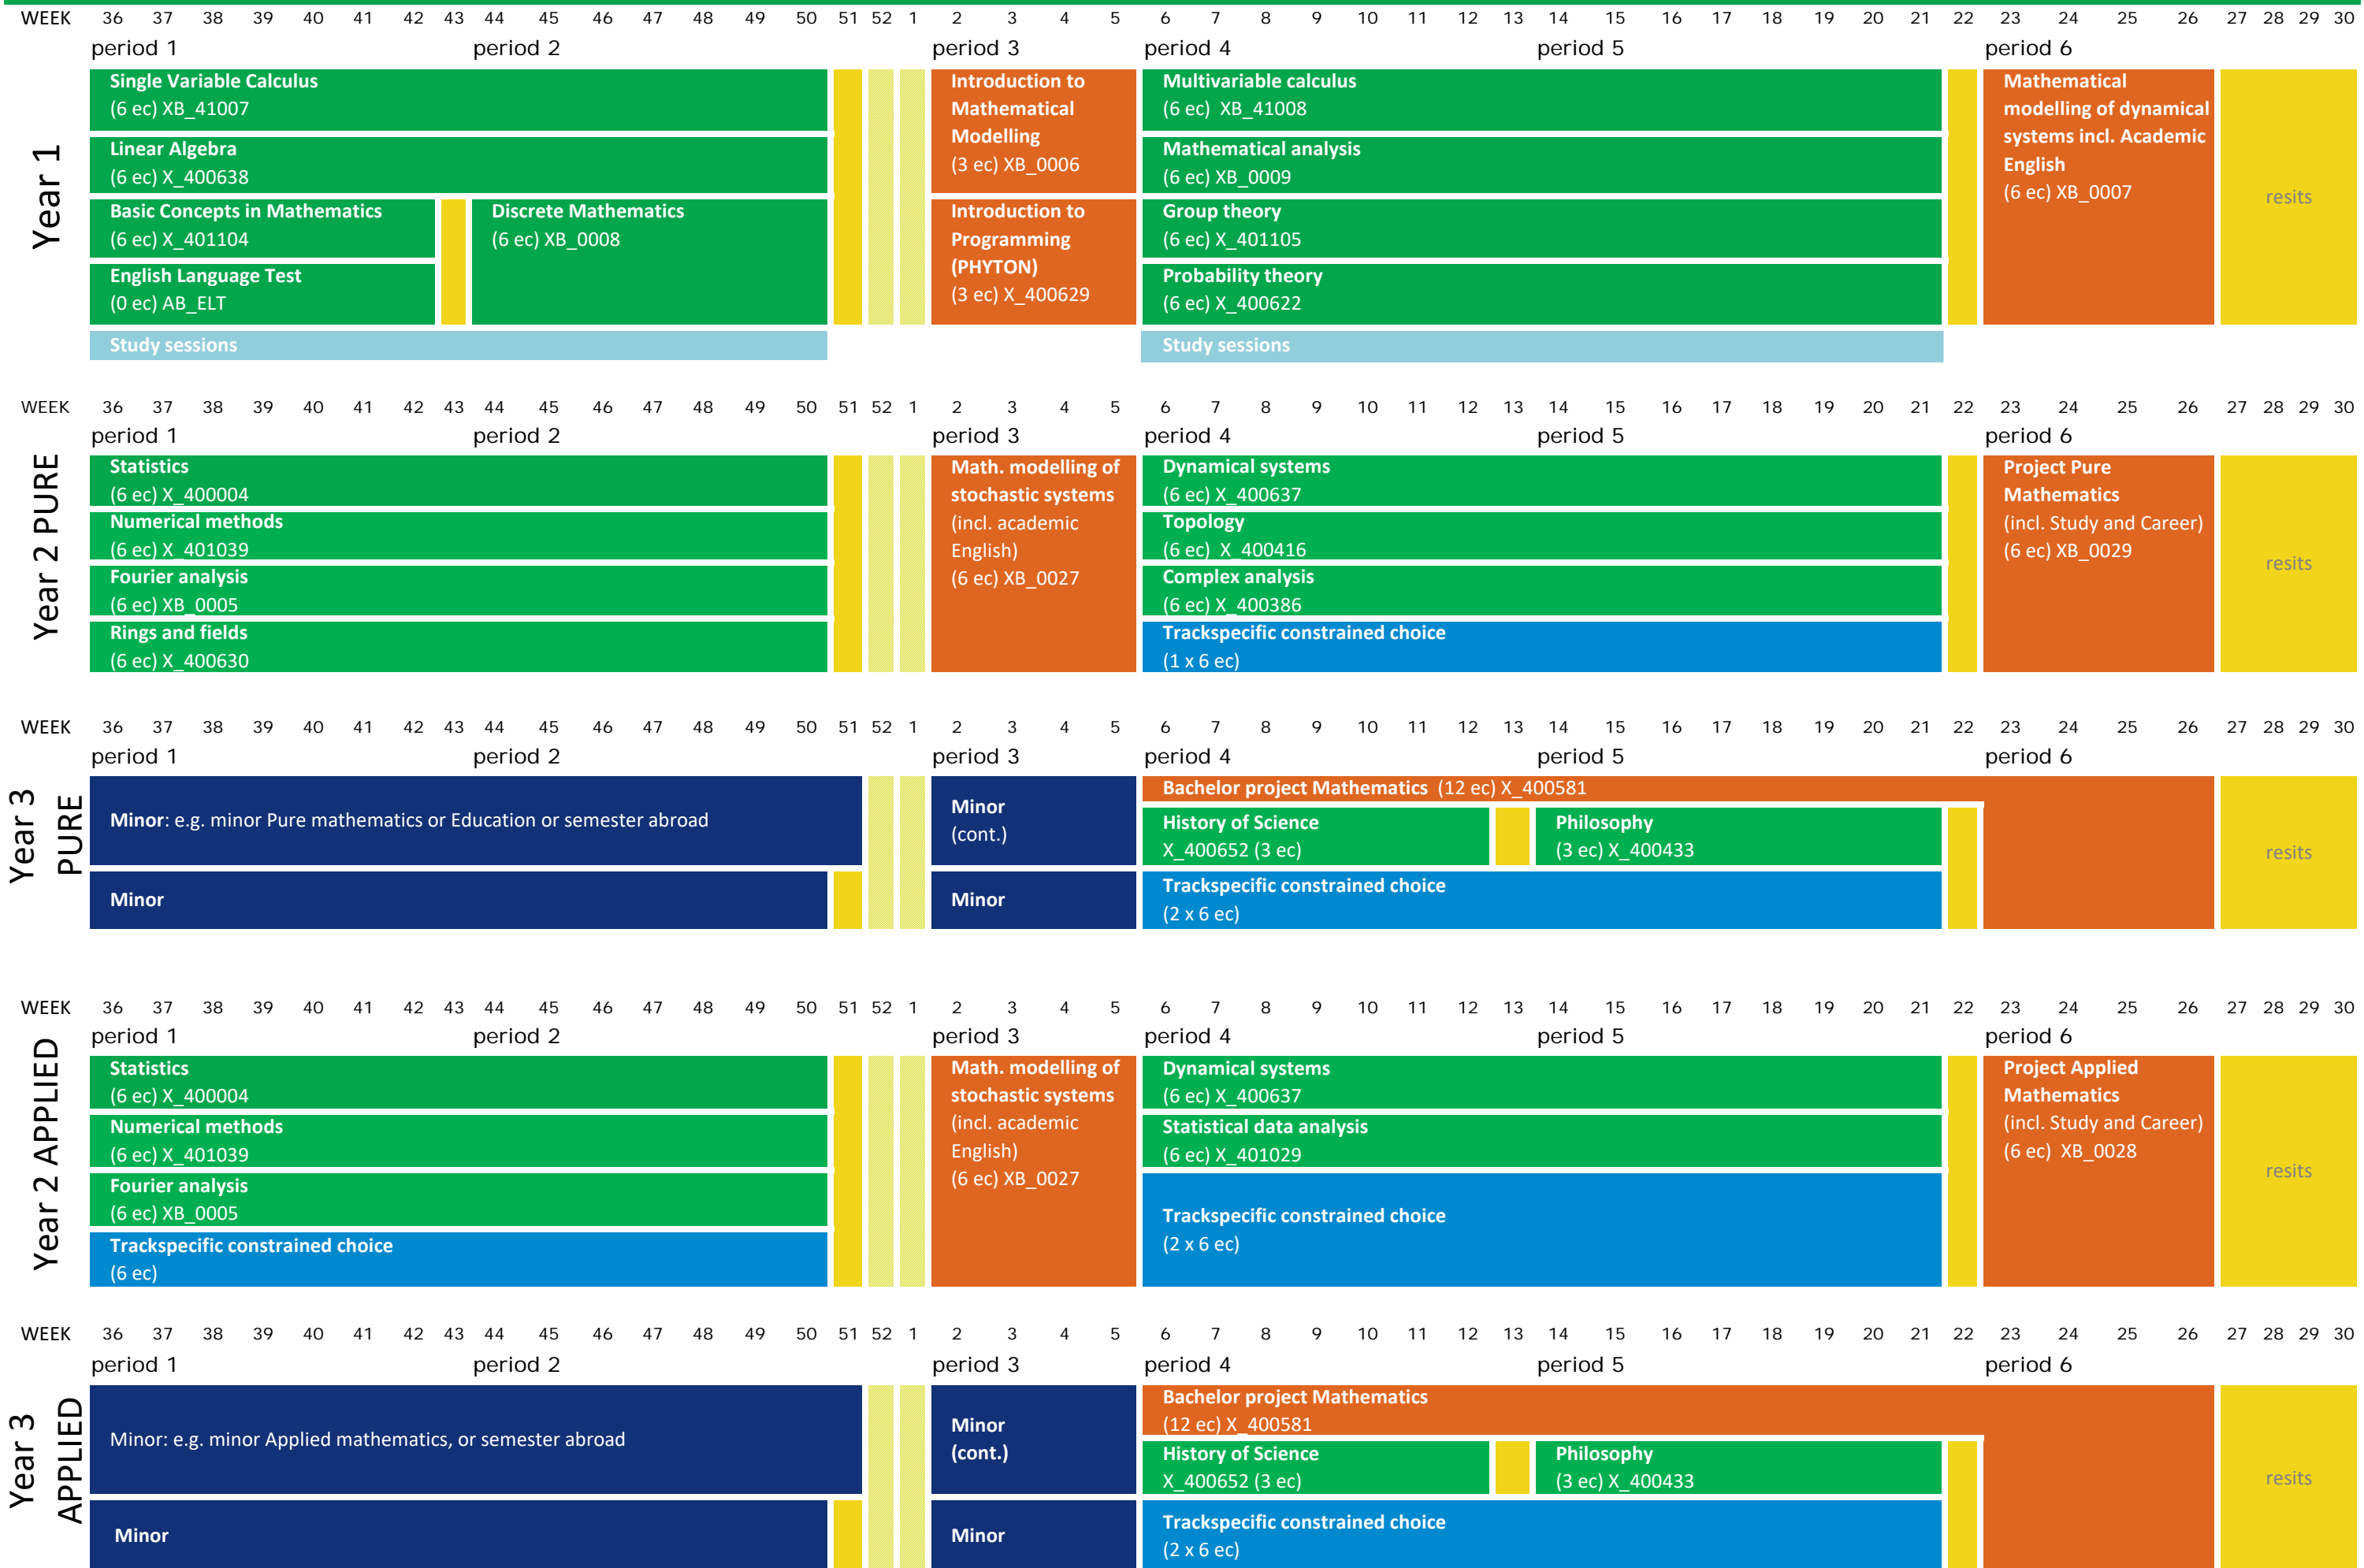 WEEK 36 37 38 39 40 41 42 43 44 45 46 47 48 49 50 51 52 1 2 3 4 5 6 7 8 9 10 11 12 13 14 15 16 17 18 19 20 21 22 23 24 25 26 27 28 29 30
period 1 period 2 period 3 period 4 period 5 period 6
Year 1
Single Variable Calculus
(6 ec) XB_41007
Linear Algebra
(6 ec) X_400638
Basic Concepts in Mathematics
(6 ec) X_401104
English Language Test
(0 ec) AB_ELT
Discrete Mathematics
(6 ec) XB_0008
Study sessions
Introduction to
Mathematical
Modelling
(3 ec) XB_0006
Introduction to
Programming
(PHYTON)
(3 ec) X_400629
Multivariable calculus
(6 ec) XB_41008
Mathematical analysis
(6 ec) XB_0009
Group theory
(6 ec) X_401105
Probability theory
(6 ec) X_400622
Study sessions
Mathematical
modelling of dynamical
systems incl. Academic
English
(6 ec) XB_0007
resits
WEEK 36 37 38 39 40 41 42 43 44 45 46 47 48 49 50 51 52 1 2 3 4 5 6 7 8 9 10 11 12 13 14 15 16 17 18 19 20 21 22 23 24 25 26 27 28 29 30
period 1 period 2 period 3 period 4 period 5 period 6
Year 2 PURE
Statistics
(6 ec) X_400004
Numerical methods
(6 ec) X_401039
Fourier analysis
(6 ec) XB_0005
Rings and fields
(6 ec) X_400630
Math. modelling of
stochastic systems
(incl. academic
English)
(6 ec) XB_0027
Dynamical systems
(6 ec) X_400637
Topology
(6 ec) X_400416
Complex analysis
(6 ec) X_400386
Trackspecific constrained choice
(1 x 6 ec)
Project Pure
Mathematics
(incl. Study and Career)
(6 ec) XB_0029
resits
WEEK 36 37 38 39 40 41 42 43 44 45 46 47 48 49 50 51 52 1 2 3 4 5 6 7 8 9 10 11 12 13 14 15 16 17 18 19 20 21 22 23 24 25 26 27 28 29 30
period 1 period 2 period 3 period 4 period 5 period 6
Year 3
PURE
Minor: e.g. minor Pure mathematics or Education or semester abroad
Minor
Minor
(cont.)
Minor
Bachelor project Mathematics (12 ec) X_400581
History of Science
X_400652 (3 ec)
Philosophy
(3 ec) X_400433
Trackspecific constrained choice
(2 x 6 ec)
resits
WEEK 36 37 38 39 40 41 42 43 44 45 46 47 48 49 50 51 52 1 2 3 4 5 6 7 8 9 10 11 12 13 14 15 16 17 18 19 20 21 22 23 24 25 26 27 28 29 30
period 1 period 2 period 3 period 4 period 5 period 6
Year 2 APPLIED
Statistics
(6 ec) X_400004
Numerical methods
(6 ec) X_401039
Fourier analysis
(6 ec) XB_0005
Trackspecific constrained choice
(6 ec)
Math. modelling of
stochastic systems
(incl. academic
English)
(6 ec) XB_0027
Dynamical systems
(6 ec) X_400637
Statistical data analysis
(6 ec) X_401029
Trackspecific constrained choice
(2 x 6 ec)
Project Applied
Mathematics
(incl. Study and Career)
(6 ec) XB_0028
resits
WEEK 36 37 38 39 40 41 42 43 44 45 46 47 48 49 50 51 52 1 2 3 4 5 6 7 8 9 10 11 12 13 14 15 16 17 18 19 20 21 22 23 24 25 26 27 28 29 30
period 1 period 2 period 3 period 4 period 5 period 6
Year 3
APPLIED
Minor: e.g. minor Applied mathematics, or semester abroad
Minor
Minor
(cont.)
Minor
Bachelor project Mathematics
(12 ec) X_400581
History of Science
X_400652 (3 ec)
Philosophy
(3 ec) X_400433
Trackspecific constrained choice
(2 x 6 ec)
resits